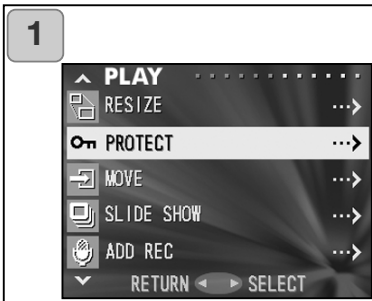 1
PLAY
RESIZE
PROTECT
MOVE
SLIDE SHOW
ADD REC
RETURN SELECT